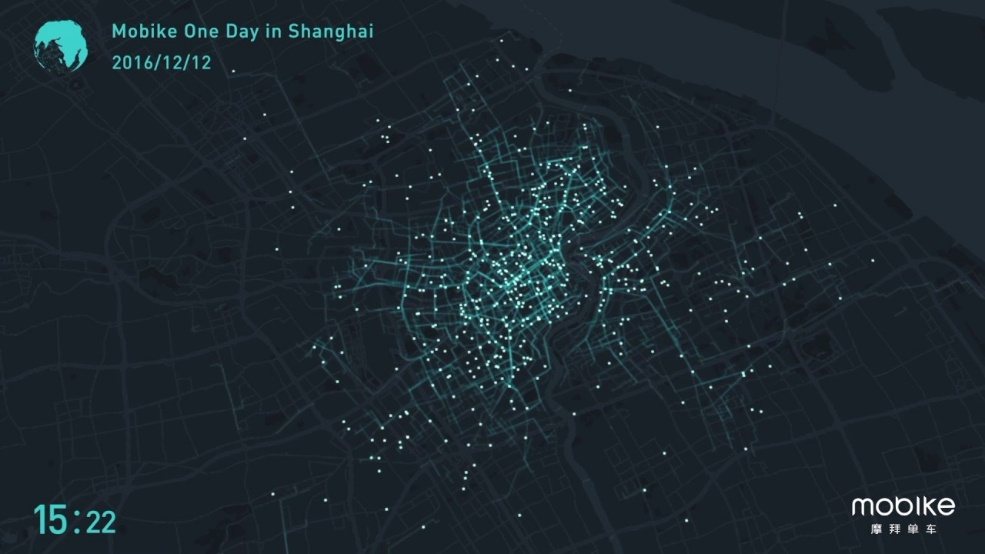 Mobike One Day in Shanghai
2016/12/12
15:22
mobike
摩拜单车